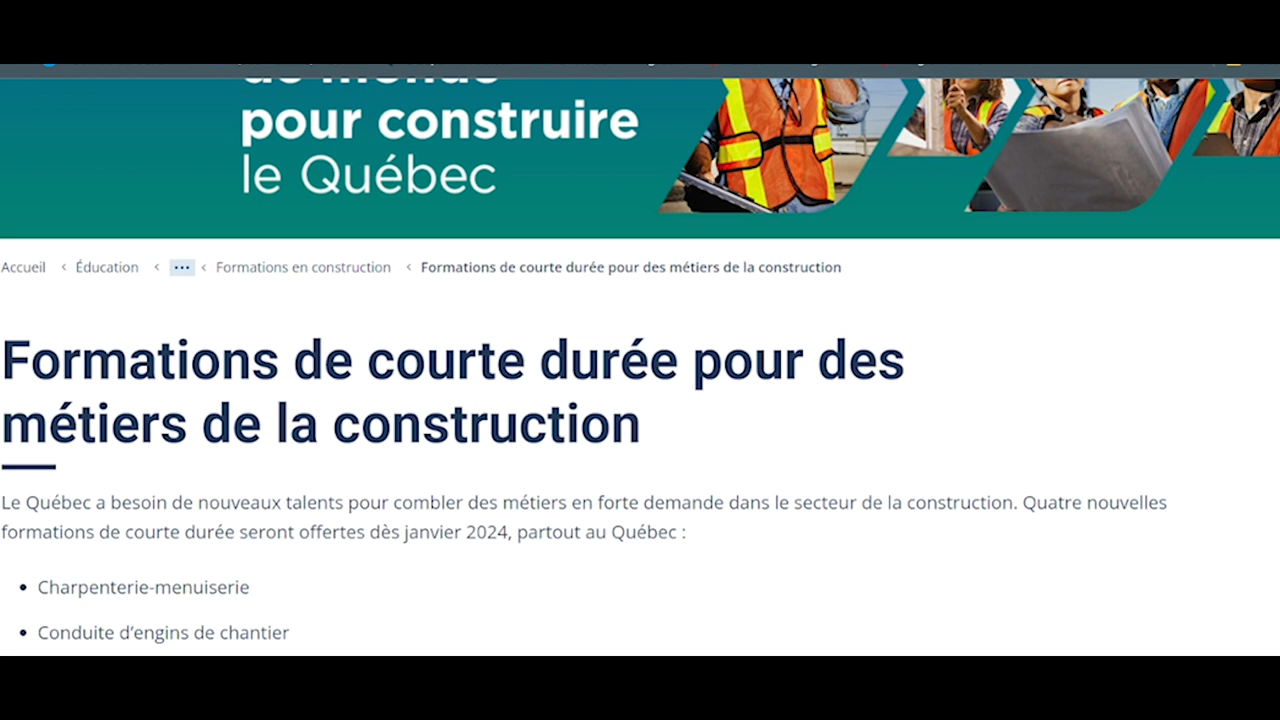 pour construire
le Québec
Accueil < Éducation < ... < Formations en construction < Formations de courte durée pour des métiers de la construction
Formations de courte durée pour des
métiers de la construction
Le Québec a besoin de nouveaux talents pour combler des métiers en forte demande dans le secteur de la construction. Quatre nouvelles
formations de courte durée seront offertes dès janvier 2024, partout au Québec :
• Charpenterie-menuiserie
• Conduite d’engins de chantier